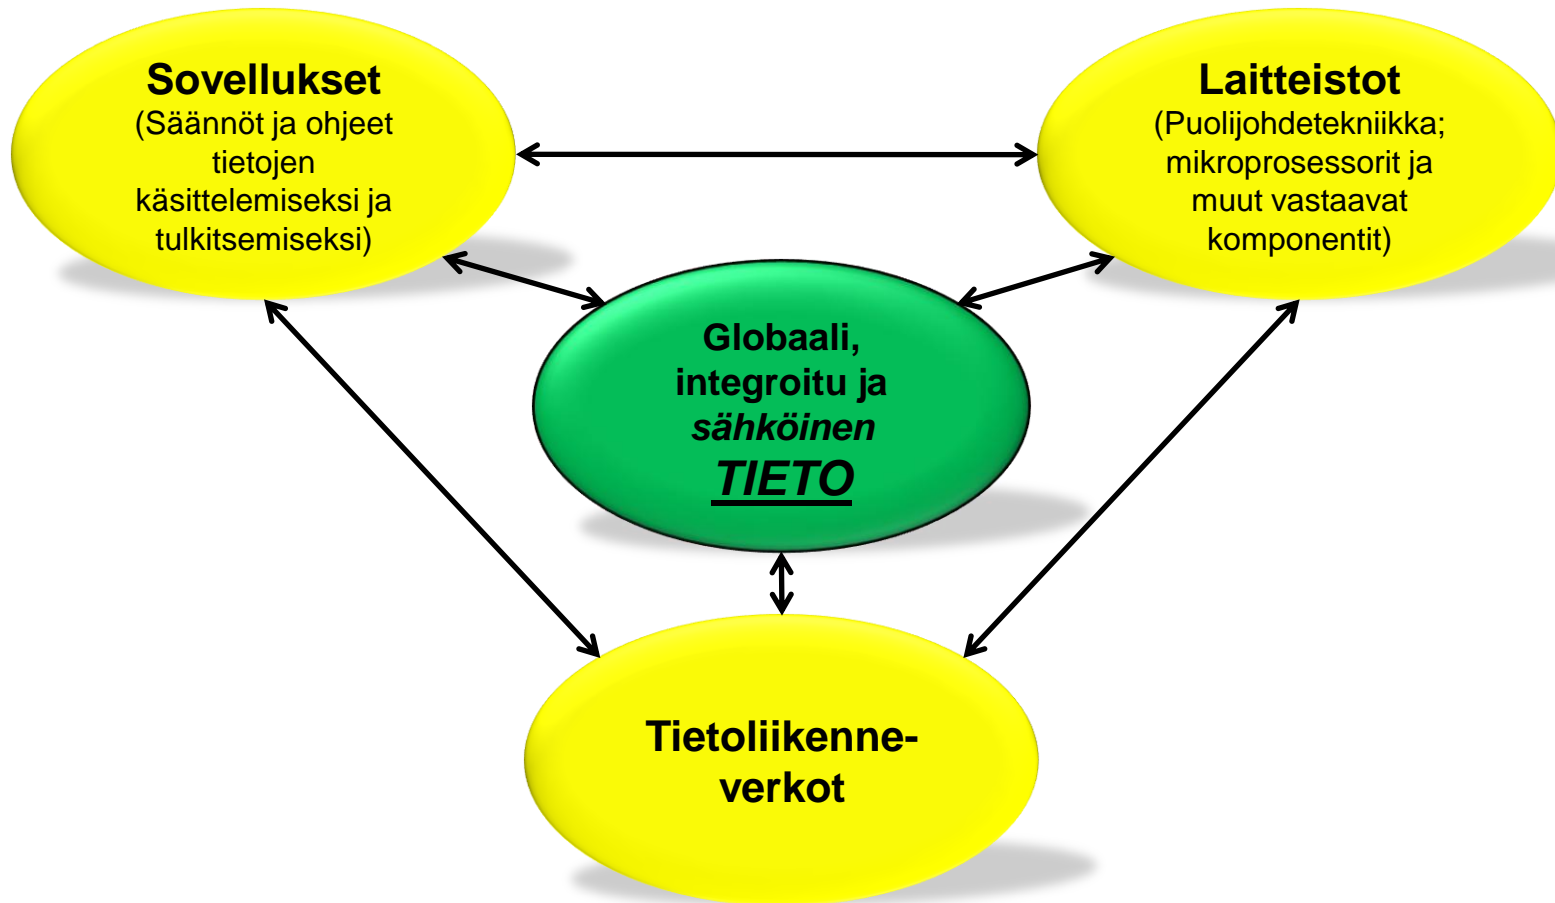 Sovellukset
(Säännöt ja ohjeet
tietojen
käsittelemiseksi ja
tulkitsemiseksi)
Laitteistot
(Puolijohdetekniikka;
mikroprosessorit ja
muut vastaavat
komponentit)
Globaali,
integroitu ja
sähköinen
TIETO
Tietoliikenne-
verkot